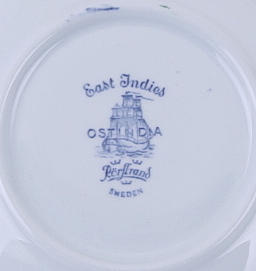 East Indies
OSTINDIA
Rörstrand
SWEDEN